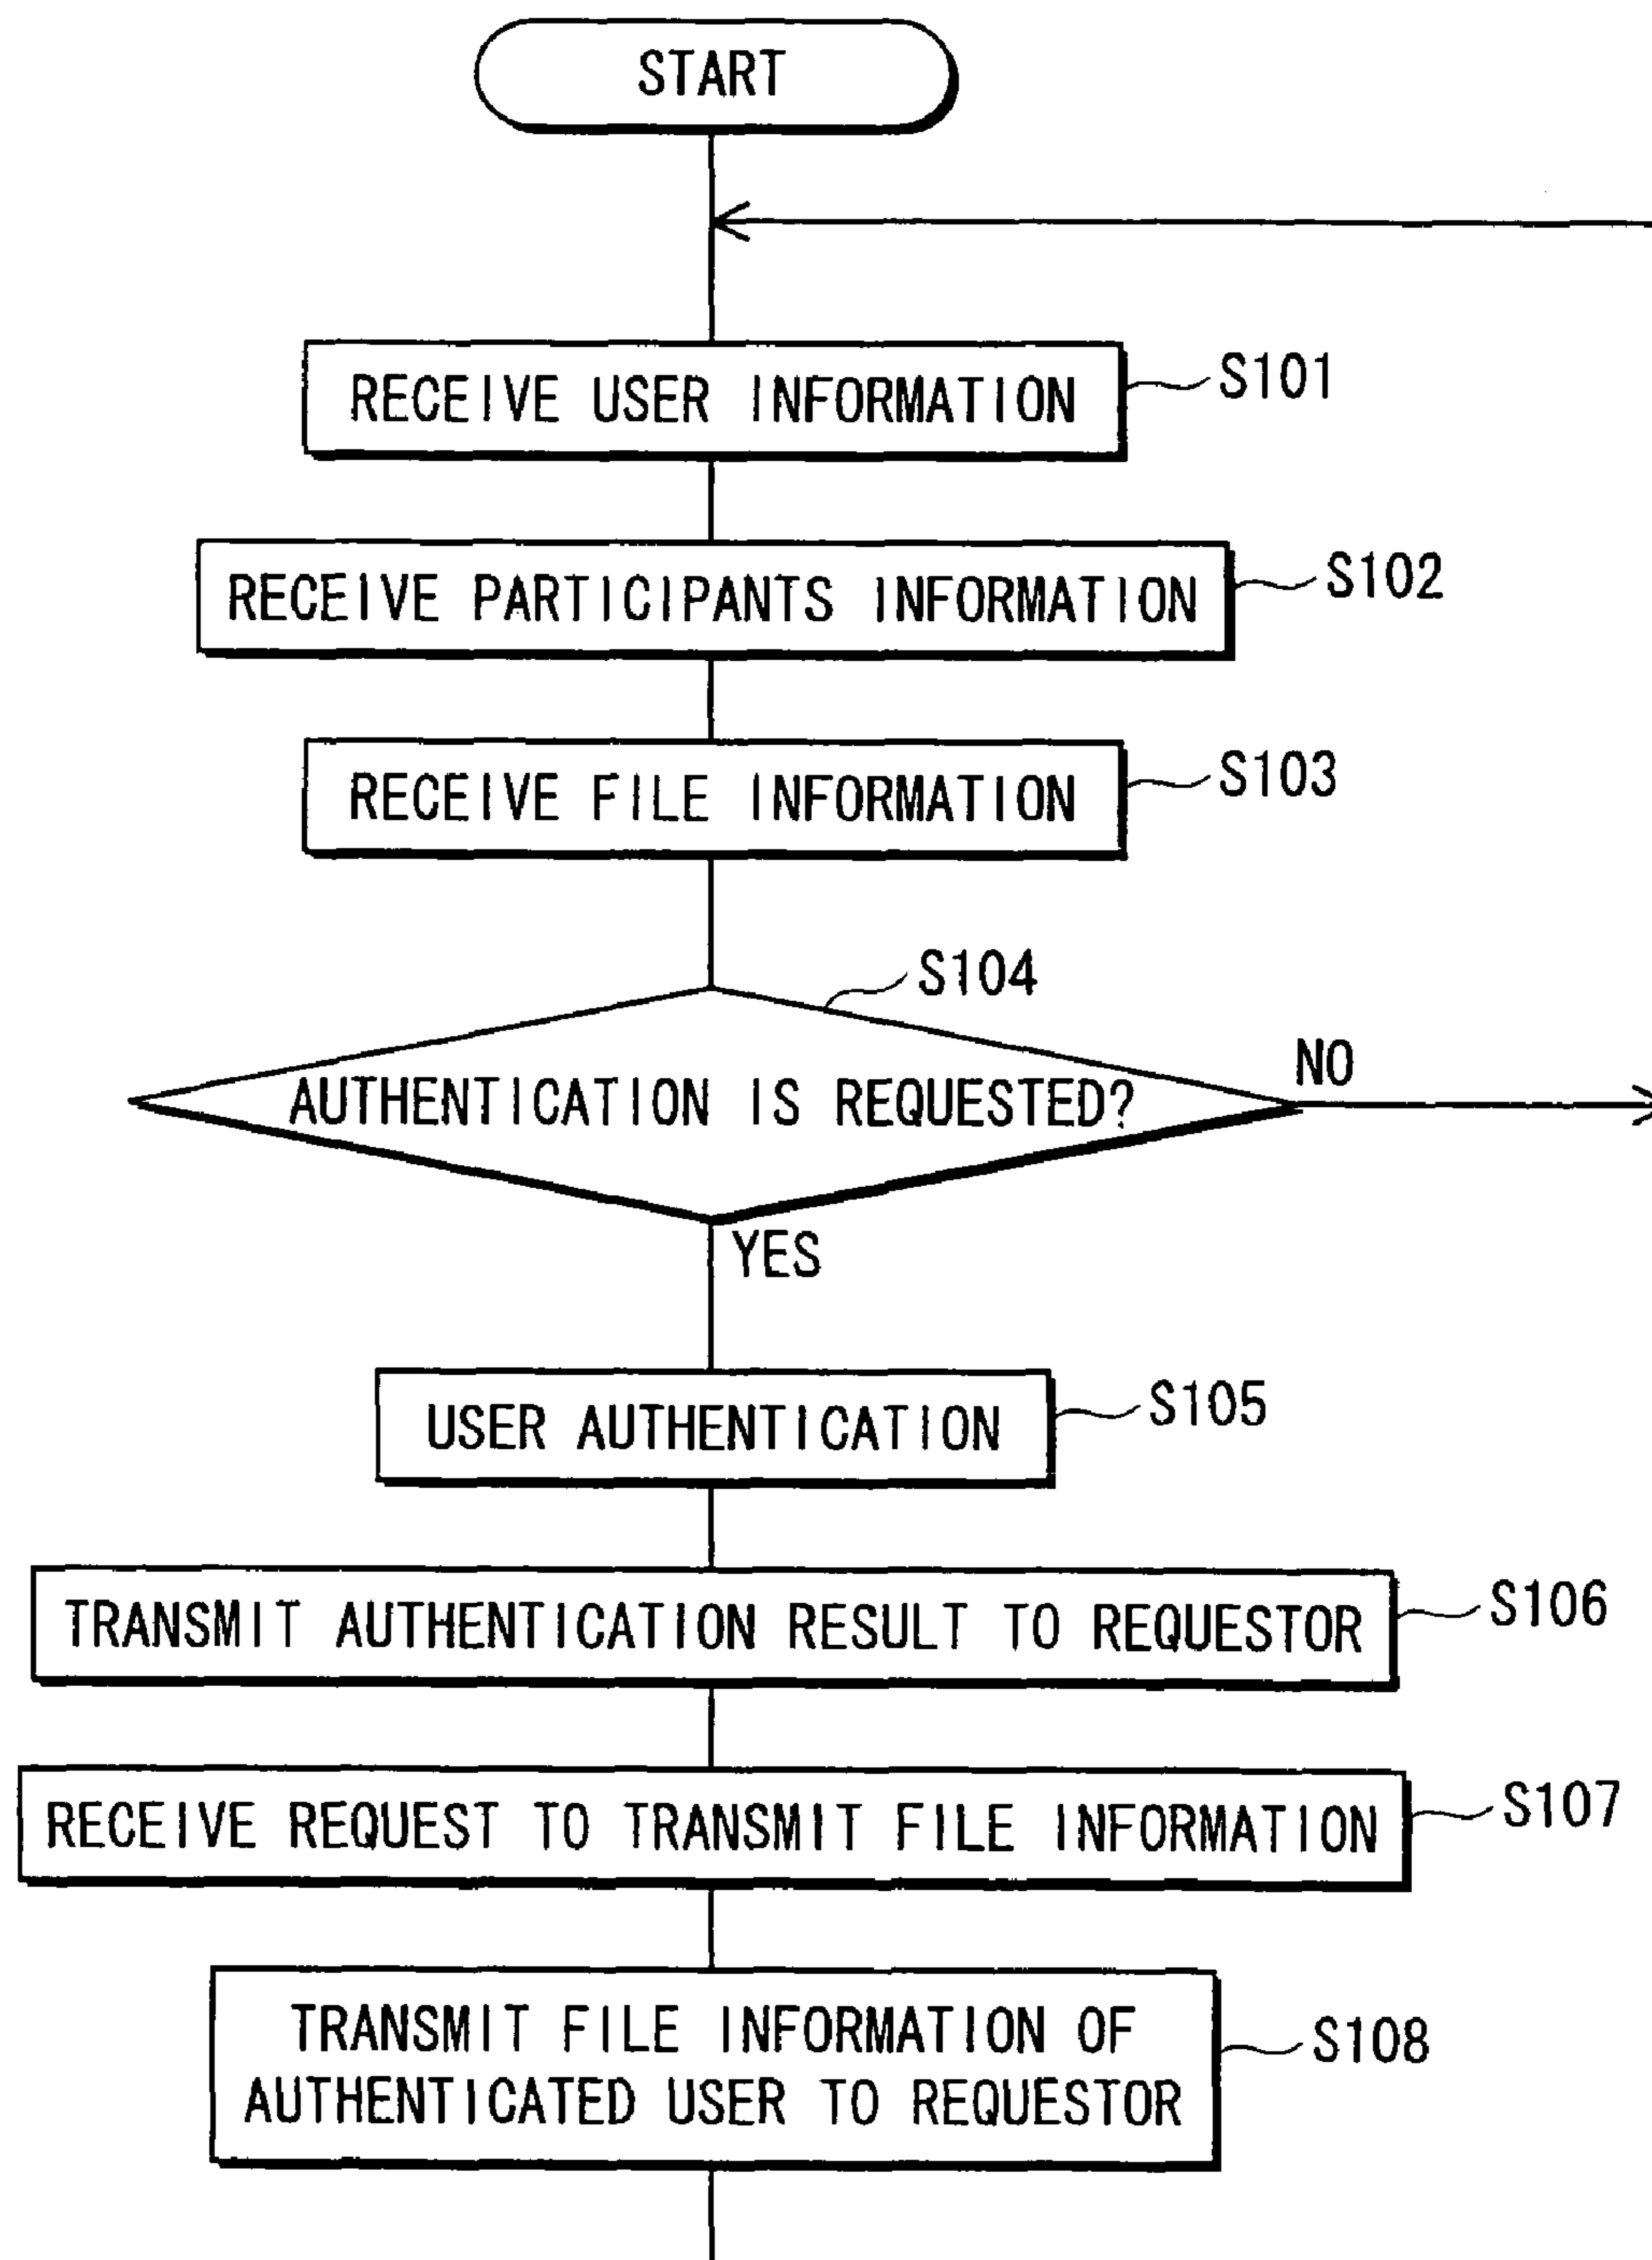 START
RECEIVE USER INFORMATION
S101
RECEIVE PARTICIPANTS INFORMATION
S102
RECEIVE FILE INFORMATION
S103
S104
AUTHENTICATION IS REQUESTED?
NO
YES
USER AUTHENTICATION
S105
TRANSMIT AUTHENTICATION RESULT TO REQUESTOR
S106
RECEIVE REQUEST TO TRANSMIT FILE INFORMATION
S107
TRANSMIT FILE INFORMATION OF
AUTHENTICATED USER TO REQUESTOR
S108